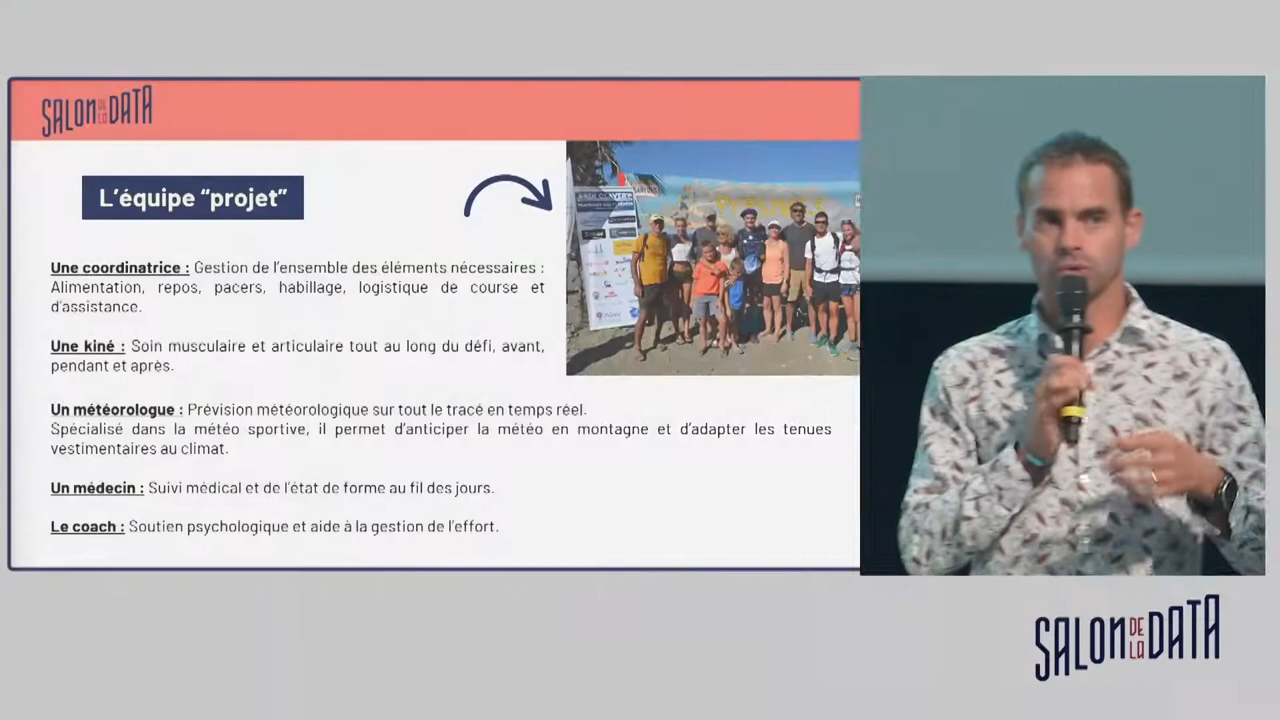 SALON DE LA DATA
L'équipe "projet"
Une coordinatrice : Gestion de l'ensemble des éléments nécessaires :
Alimentation, repos, pacers, habillage, logistique de course et
d'assistance.
Une kiné : Soin musculaire et articulaire tout au long du défi, avant,
pendant et après.
Un météorologue : Prévision météorologique sur tout le tracé en temps réel.
Spécialisé dans la météo sportive, il permet d'anticiper la météo en montagne et d'adapter les tenues
vestimentaires au climat.
Un médecin : Suivi médical et de l'état de forme au fil des jours.
Le coach : Soutien psychologique et aide à la gestion de l'effort.
SALON DE LA DATA